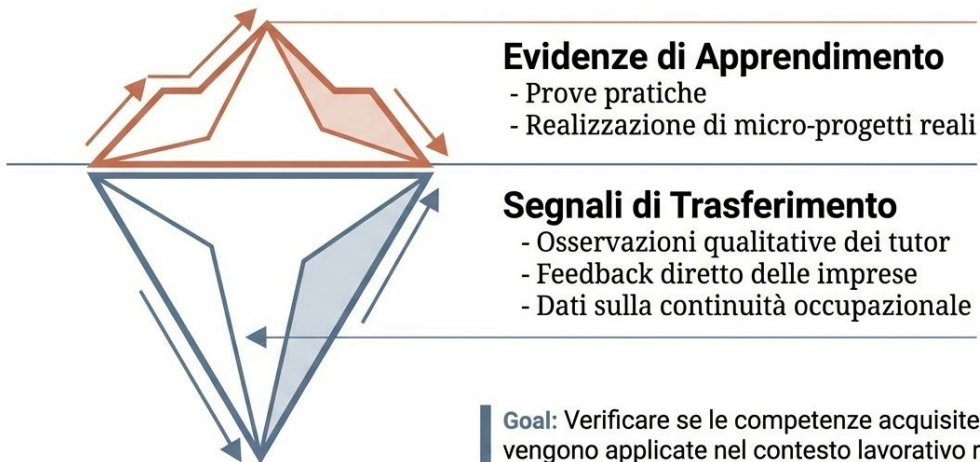 Evidenze di Apprendimento
- Prove pratiche
- Realizzazione di micro-progetti reali
Segnali di Trasferimento
- Osservazioni qualitative dei tutor
- Feedback diretto delle imprese
- Dati sulla continuità occupazionale
Goal: Verificare se le competenze acquisite
vengono applicate nel contesto lavorativo